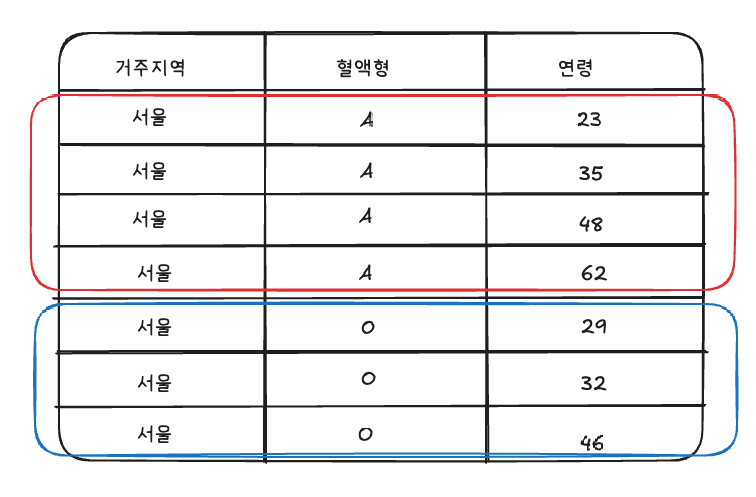 거주지역 혈액형 연령
서울 A 23
서울 A 35
서울 A 48
서울 A 62
서울 O 29
서울 O 32
서울 O 46